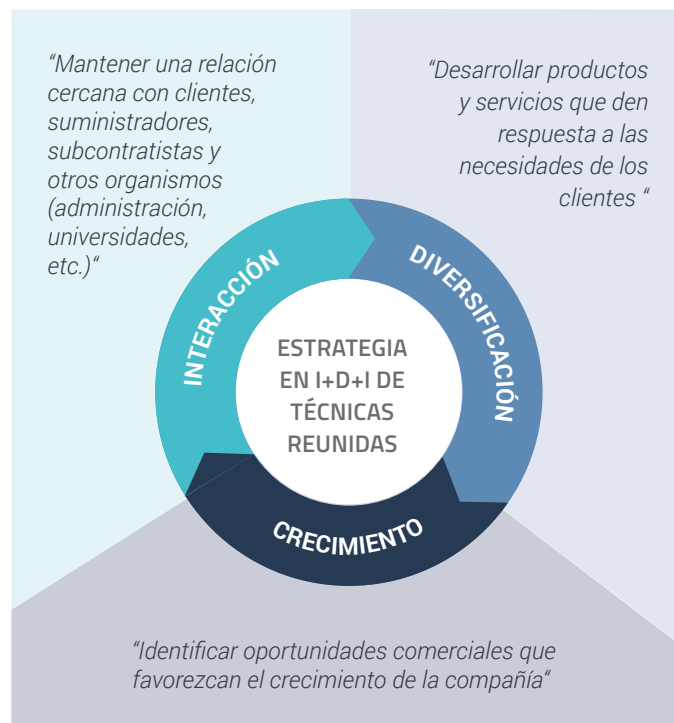 “Mantener una relación
cercana con clientes,
suministradores,
subcontratistas y
otros organismos
(administración,
universidades,
etc.)“
“Desarrollar productos
y servicios que den
respuesta a las
necesidades de los
clientes “
INTERACCIÓN
DIVERSIFICACIÓN
ESTRATEGIA
EN I+D+I DE
TÉCNICAS
REUNIDAS
CRECIMIENTO
“Identificar oportunidades comerciales que
favorezcan el crecimiento de la compañía“